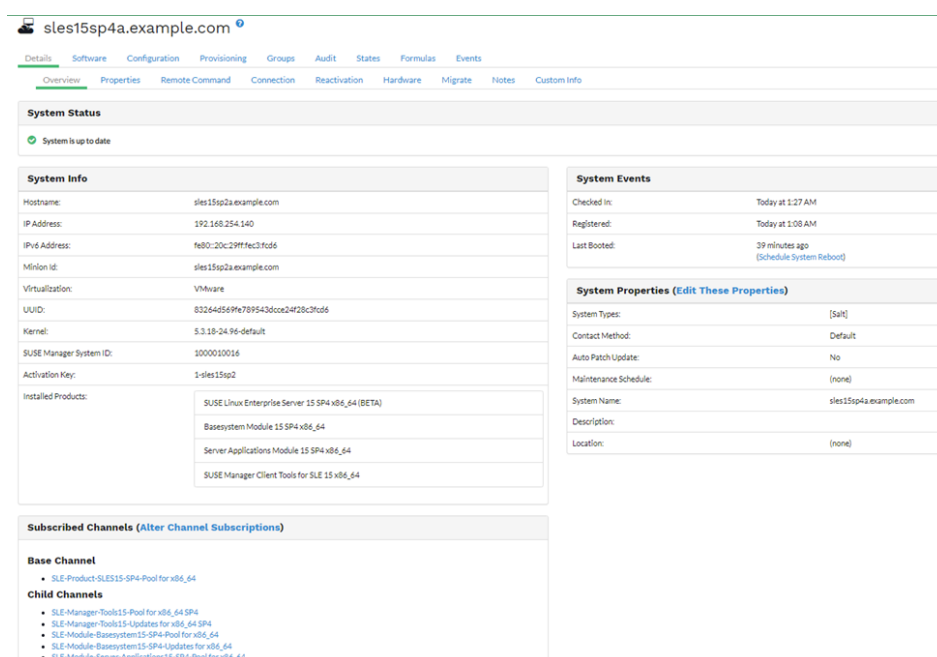 sles15sp4a.example.com ?
Details Software Configuration Provisioning Groups Audit States Formulas Events
Overview Properties Remote Command Connection Reactivation Hardware Migrate Notes Custom Info
System Status
System is up to date
System Info
Hostname: sles15sp2a.example.com
IP Address: 192.168.254.140
IPv6 Address: fe80::20c:29ff:fec3:fcd6
Minion Id: sles15sp2a.example.com
Virtualization: VMware
UUID: 83264d569fe789543dcce24f28c3fcd6
Kernel: 5.3.18-24.96-default
SUSE Manager System ID: 1000010016
Activation Key: 1-sles15sp2
Installed Products:
SUSE Linux Enterprise Server 15 SP4 x86_64 (BETA)
Basesystem Module 15 SP4 x86_64
Server Applications Module 15 SP4 x86_64
SUSE Manager Client Tools for SLE 15 x86_64
System Events
Checked In: Today at 1:27 AM
Registered: Today at 1:08 AM
Last Booted: 39 minutes ago
(Schedule System Reboot)
System Properties (Edit These Properties)
System Types: [Salt]
Contact Method: Default
Auto Patch Update: No
Maintenance Schedule: (none)
System Name: sles15sp4a.example.com
Description:
Location: (none)
Subscribed Channels (Alter Channel Subscriptions)
Base Channel
SLE-Product-SLES15-SP4-Pool for x86_64
Child Channels
SLE-Manager-Tools15-Pool for x86_64 SP4
SLE-Manager-Tools15-Updates for x86_64 SP4
SLE-Module-Basesystem15-SP4-Pool for x86_64
SLE-Module-Basesystem15-SP4-Updates for x86_64
SLE-Module-Server-Applications15-SP4-Pool for x86_64